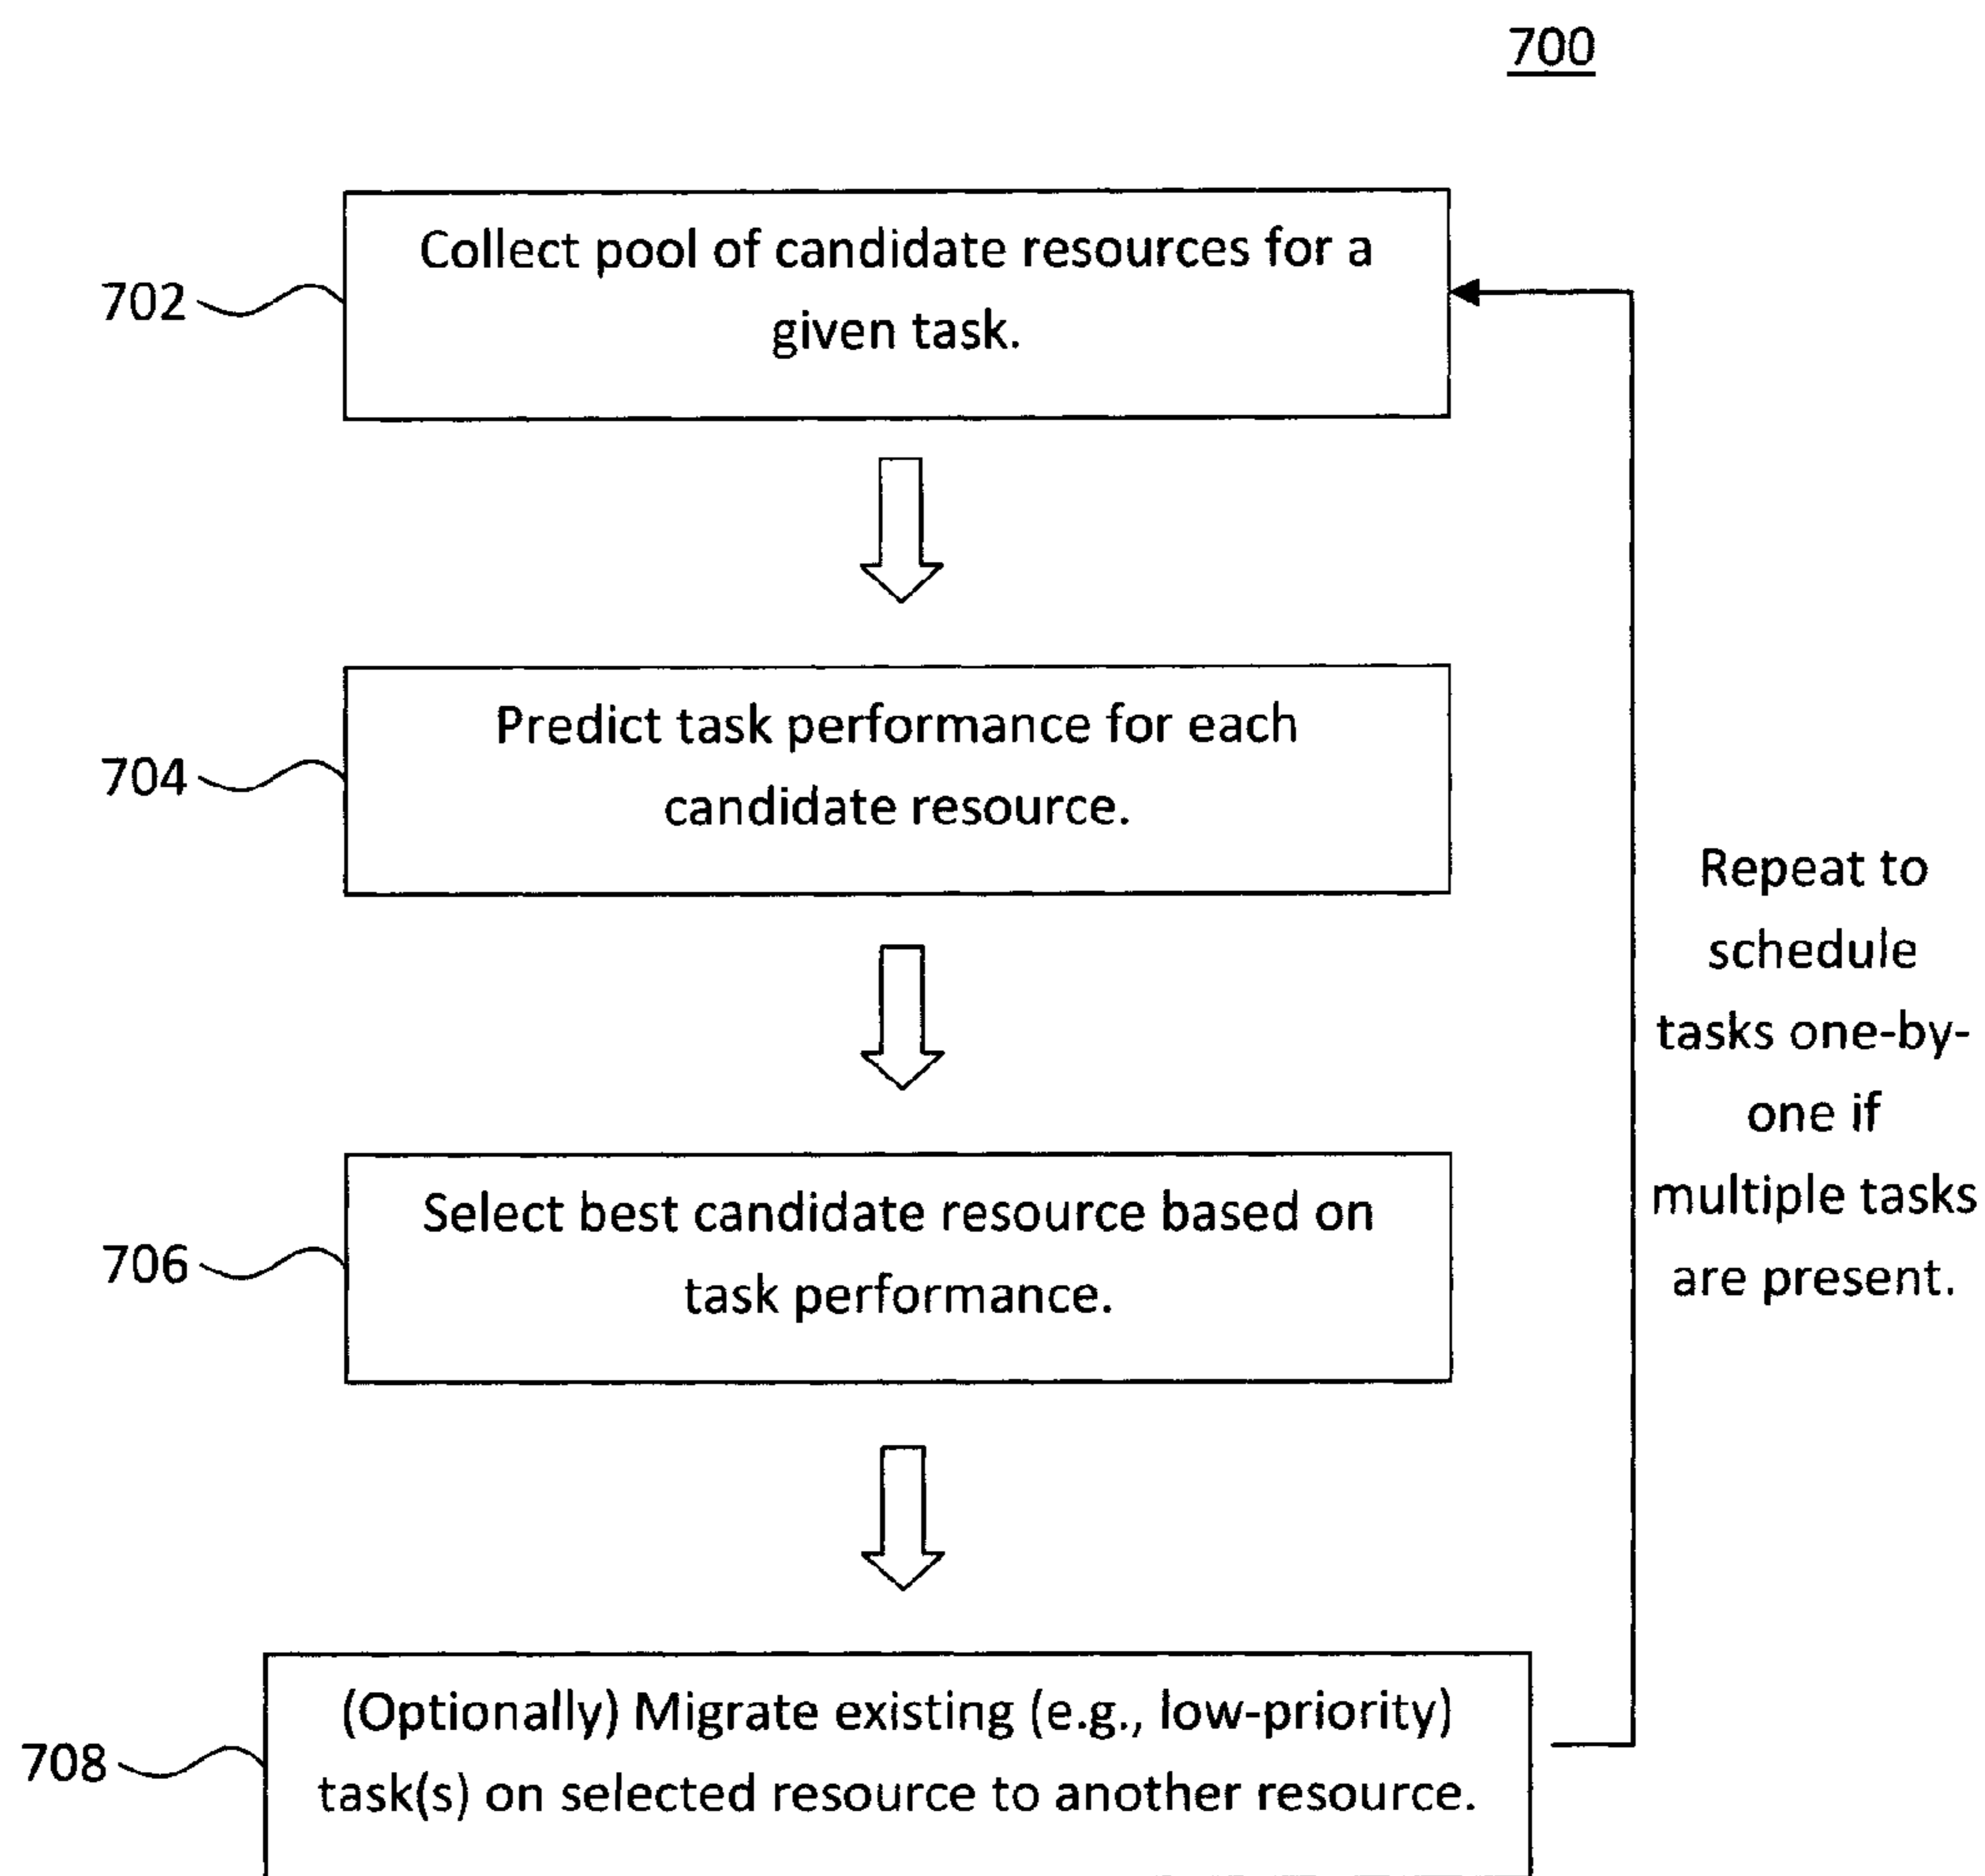 700
Collect pool of candidate resources for a
given task.
702
Predict task performance for each
candidate resource.
704
Select best candidate resource based on
task performance.
706
(Optionally) Migrate existing (e.g., low-priority)
task(s) on selected resource to another resource.
708
Repeat to
schedule
tasks one-by-
one if
multiple tasks
are present.